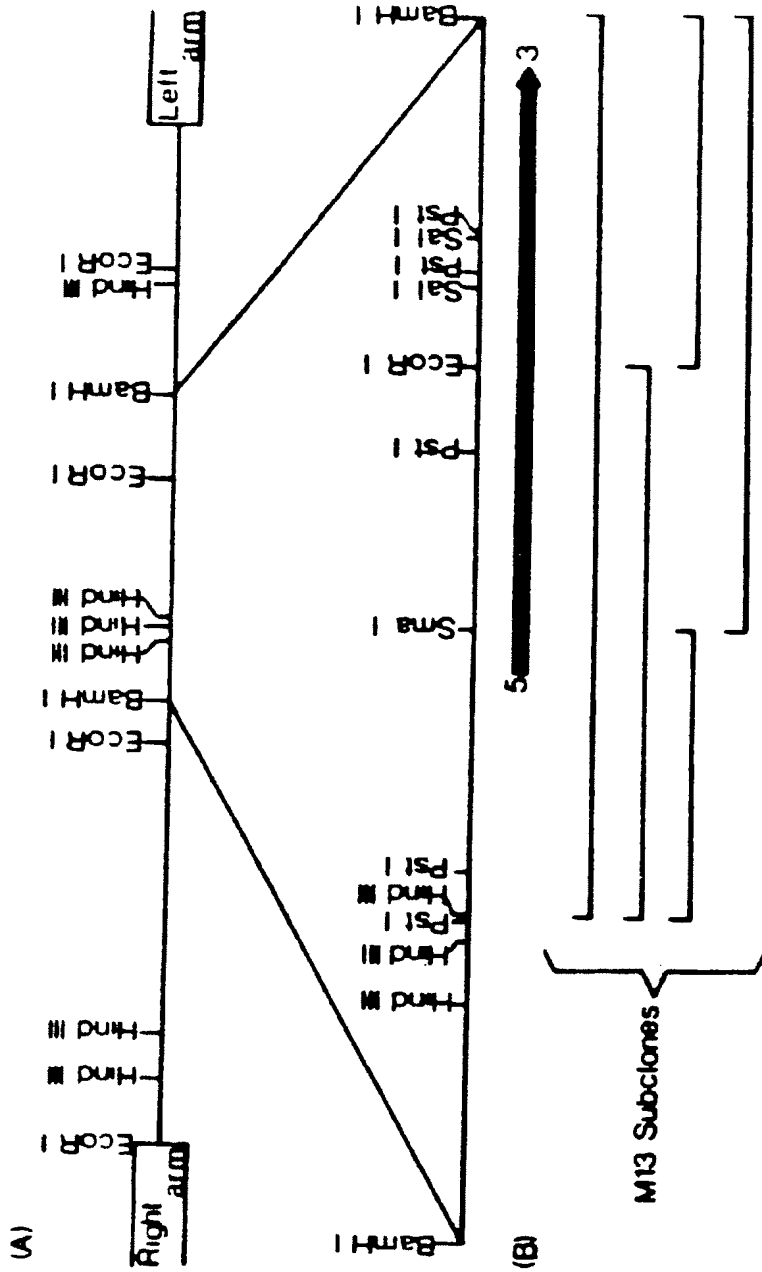 (A)
Right
arm
EcoR I
Hind III
Hind III
EcoR I
BamH I
Hind III
Hind III
Hind III
EcoR I
BamH I
Hind III
EcoR I
Left
arm
(B)
BamH I
Hind III
Hind III
Pst I
Hind III
Pst I
Sma I
Pst I
EcoR I
Sal I
Pst I
Sal I
Pst I
BamH I
5
3
M13 Subclones